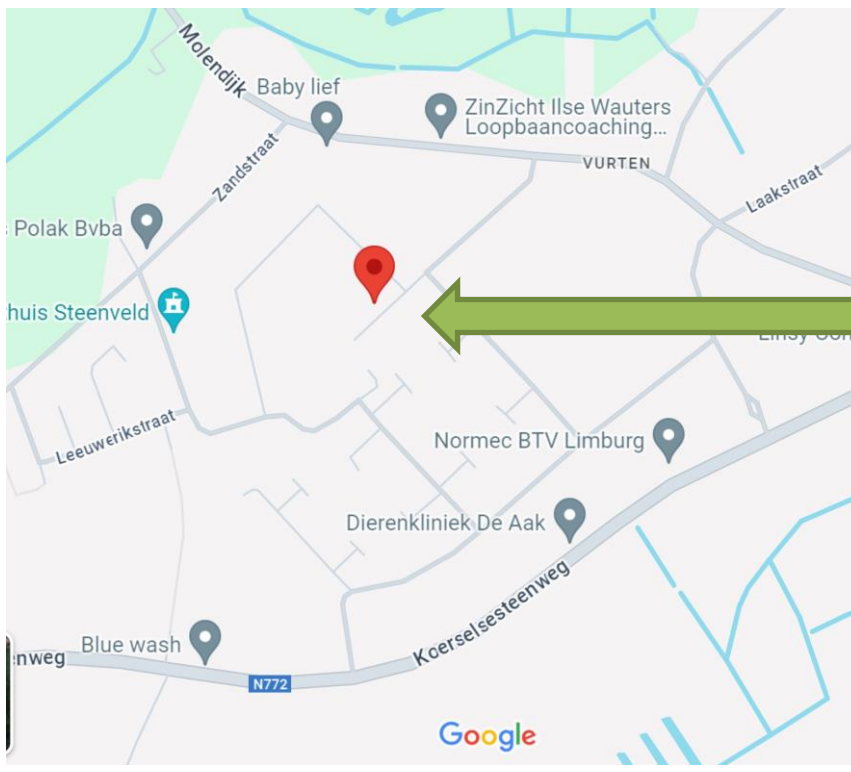 Molendijk
Baby lief
ZinZicht Ilse Wauters
Loopbaancoaching...
VURTEN
Zandstraat
Laakstraat
Polak Bvba
huis Steenveld
Leeuwerikstraat
Normec BTV Limburg
Dierenkliniek De Aak
Koerselsesteenweg
Blue wash
enweg
N772
Google